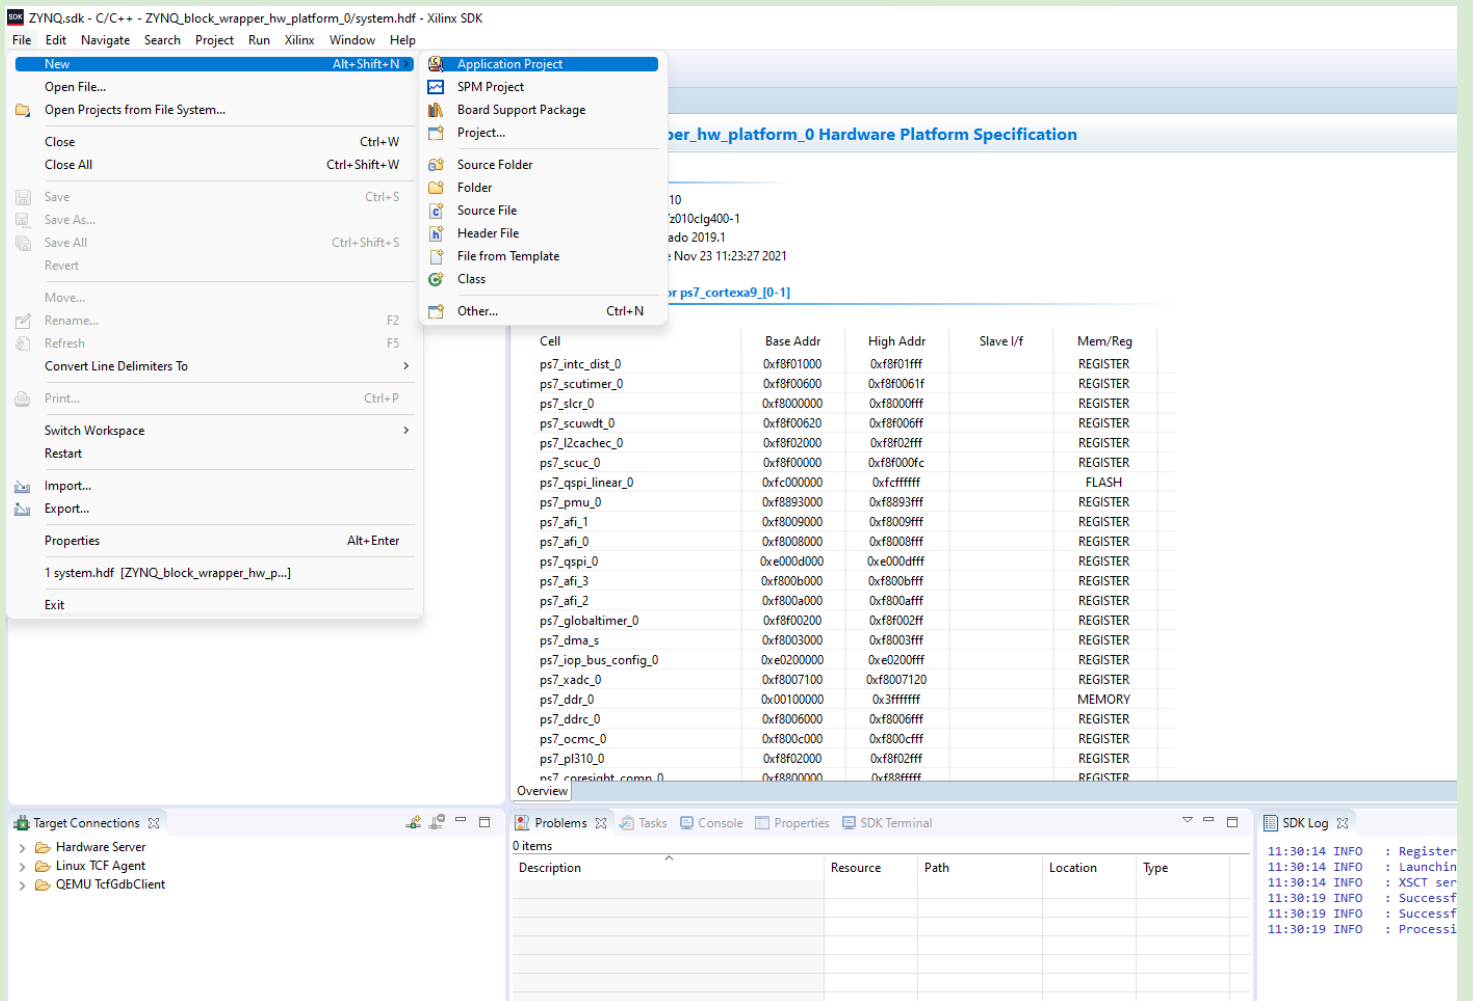 ZYNQ.sdk - C/C++ - ZYNQ_block_wrapper_hw_platform_0/system.hdf - Xilinx SDK
File Edit Navigate Search Project Run Xilinx Window Help
New Alt+Shift+N
Open File...
Open Projects from File System...
Close Ctrl+W
Close All Ctrl+Shift+W
Save Ctrl+S
Save As...
Save All Ctrl+Shift+S
Revert
Move...
Rename... F2
Refresh F5
Convert Line Delimiters To
Print... Ctrl+P
Switch Workspace
Restart
Import...
Export...
Properties Alt+Enter
1 system.hdf [ZYNQ_block_wrapper_hw_p...]
Exit
Application Project
SPM Project
Board Support Package
Project...
Source Folder
Folder
Source File
Header File
File from Template
Class
Other... Ctrl+N
per_hw_platform_0 Hardware Platform Specification
10
z010clg400-1
ado 2019.1
Nov 23 11:23:27 2021
or ps7_cortexa9_[0-1]
Cell Base Addr High Addr Slave I/f Mem/Reg
ps7_intc_dist_0 0xf8f01000 0xf8f01fff REGISTER
ps7_scutimer_0 0xf8f00600 0xf8f0061f REGISTER
ps7_slcr_0 0xf8000000 0xf8000fff REGISTER
ps7_scuwdt_0 0xf8f00620 0xf8f006ff REGISTER
ps7_l2cachec_0 0xf8f02000 0xf8f02fff REGISTER
ps7_scuc_0 0xf8f00000 0xf8f000fc REGISTER
ps7_qspi_linear_0 0xfc000000 0xfcffffff FLASH
ps7_pmu_0 0xf8893000 0xf8893fff REGISTER
ps7_afi_1 0xf8009000 0xf8009fff REGISTER
ps7_afi_0 0xf8008000 0xf8008fff REGISTER
ps7_qspi_0 0xe000d000 0xe000dfff REGISTER
ps7_afi_3 0xf800b000 0xf800bfff REGISTER
ps7_afi_2 0xf800a000 0xf800afff REGISTER
ps7_globaltimer_0 0xf8f00200 0xf8f002ff REGISTER
ps7_dma_s 0xf8003000 0xf8003fff REGISTER
ps7_iop_bus_config_0 0xe0200000 0xe0200fff REGISTER
ps7_xadc_0 0xf8007100 0xf8007120 REGISTER
ps7_ddr_0 0x00100000 0x3fffffff MEMORY
ps7_ddrc_0 0xf8006000 0xf8006fff REGISTER
ps7_ocmc_0 0xf800c000 0xf800cfff REGISTER
ps7_pl310_0 0xf8f02000 0xf8f02fff REGISTER
ps7_coresight_comp_0 0xf8800000 0xf88fffff REGISTER
Overview
Target Connections
Hardware Server
Linux TCF Agent
QEMU TcfGdbClient
Problems Tasks Console Properties SDK Terminal
0 items
Description Resource Path Location Type
SDK Log
11:30:14 INFO : Register
11:30:14 INFO : Launchin
11:30:14 INFO : XSCT ser
11:30:19 INFO : Successf
11:30:19 INFO : Successf
11:30:19 INFO : Processi